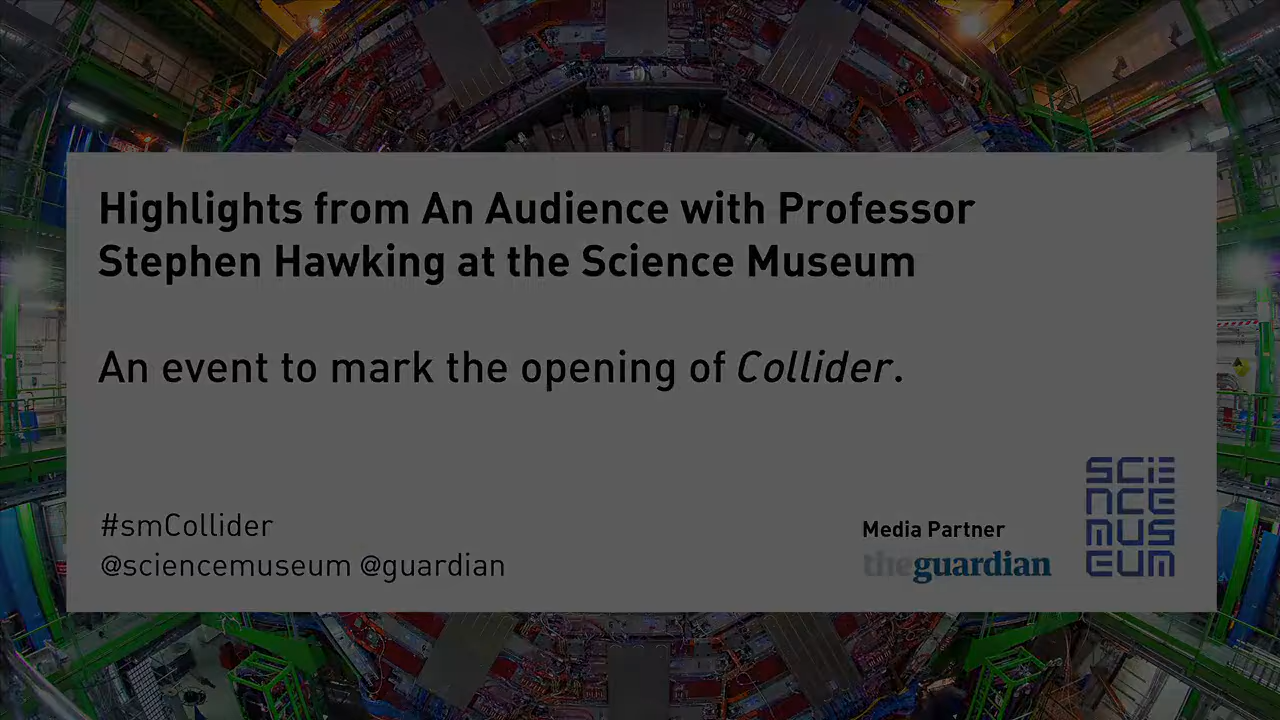 Highlights from An Audience with Professor
Stephen Hawking at the Science Museum
An event to mark the opening of Collider.
#smCollider
@sciencemuseum @guardian
Media Partner
theguardian
SCIE
NCE
MUS
EUM